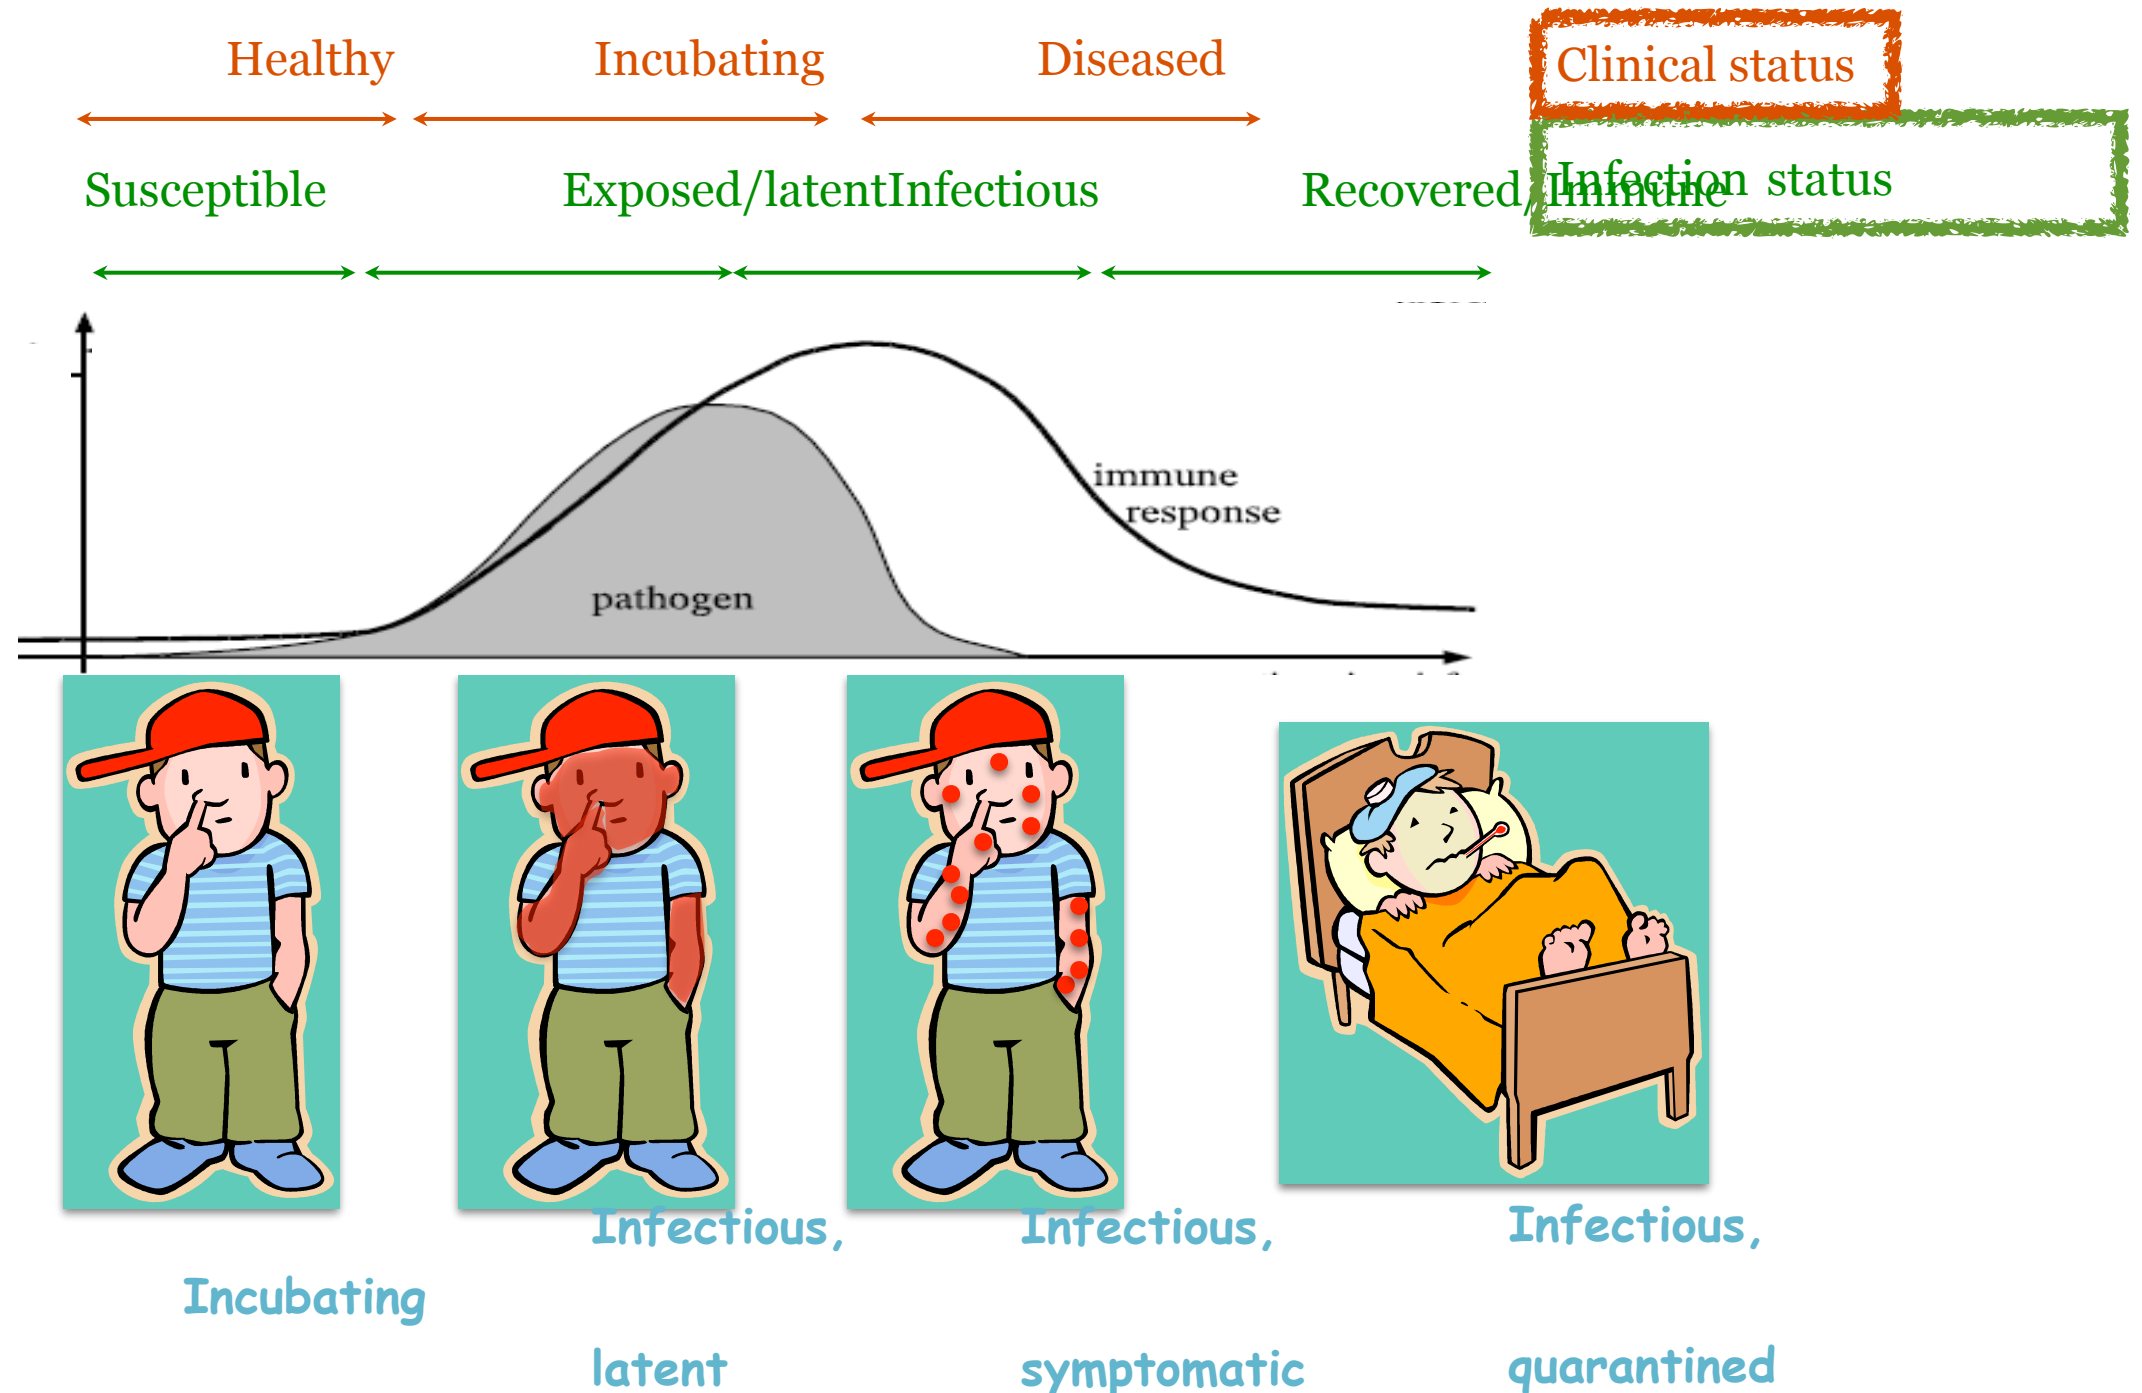 Healthy
Incubating
Diseased
Clinical status
Susceptible
Exposed/latent
Infectious
Recovered/Immune
Infection status
immune
response
pathogen
Incubating
Infectious,
latent
Infectious,
symptomatic
Infectious,
quarantined